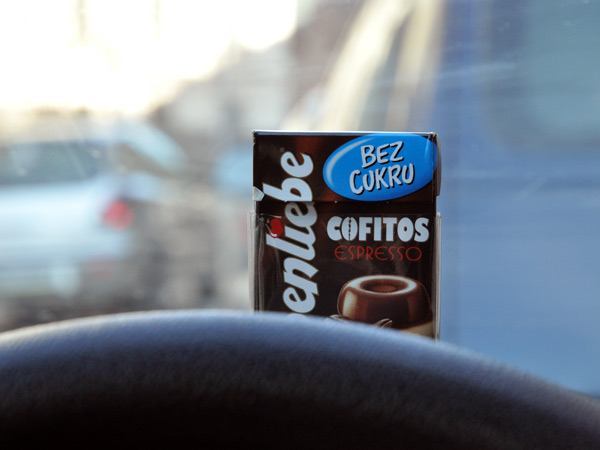 BEZ
CUKRU
enliebe
COFITOS
ESPRESSO